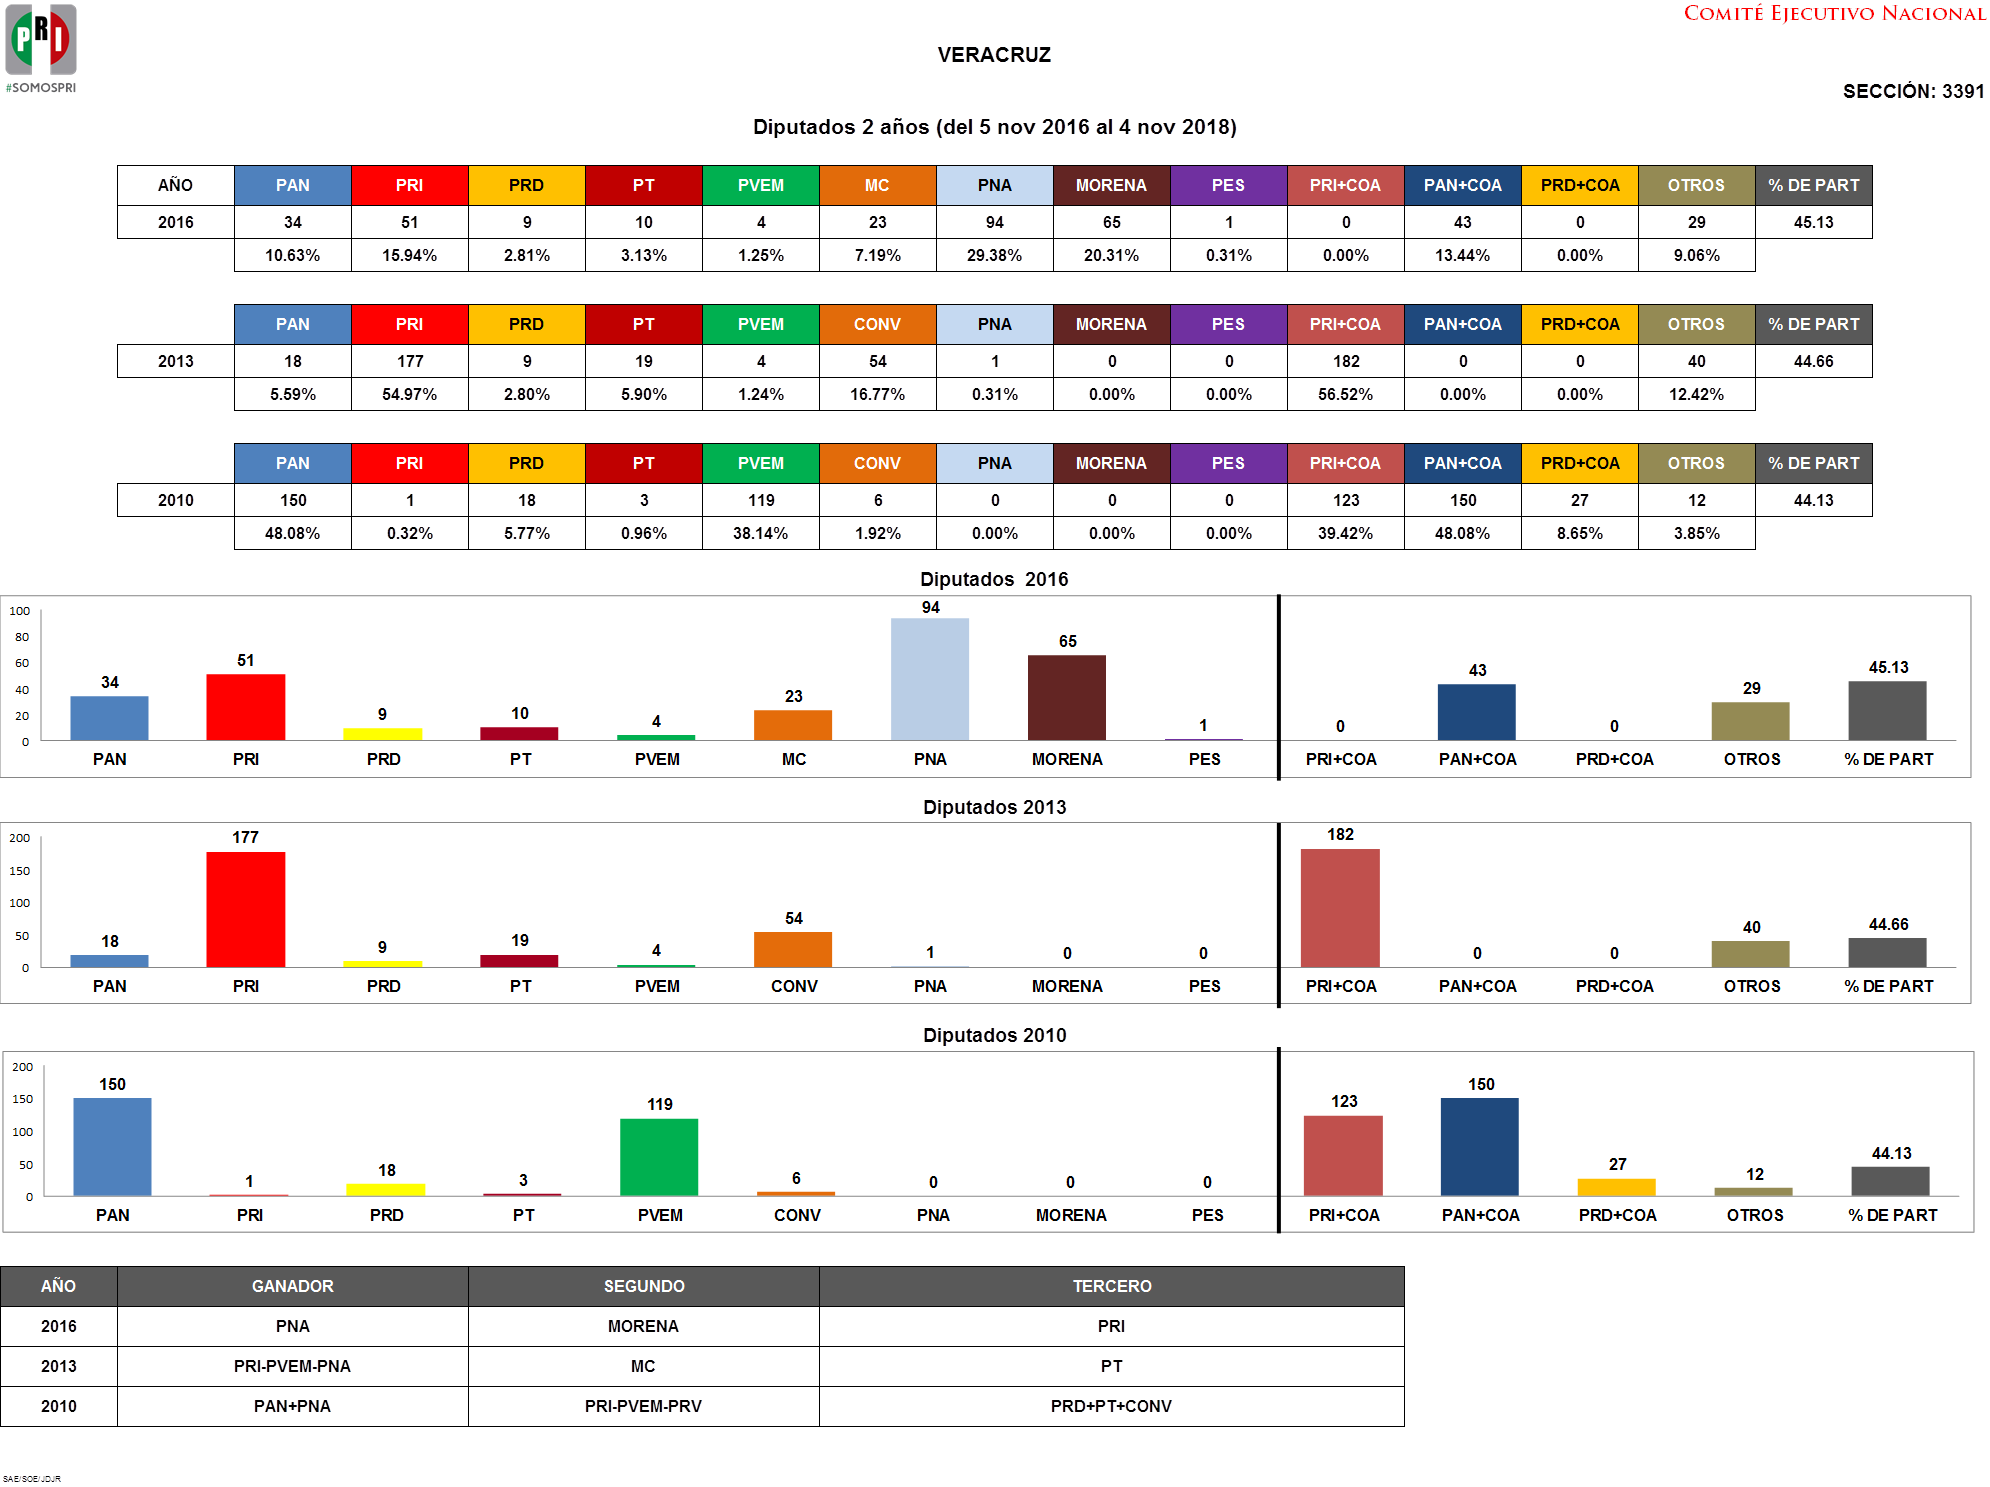 PRI
#SOMOSPRI
COMITÉ EJECUTIVO NACIONAL
VERACRUZ
SECCIÓN: 3391
Diputados 2 años (del 5 nov 2016 al 4 nov 2018)
AÑO PAN PRI PRD PT PVEM MC PNA MORENA PES PRI+COA PAN+COA PRD+COA OTROS % DE PART
2016 34 51 9 10 4 23 94 65 1 0 43 0 29 45.13
10.63% 15.94% 2.81% 3.13% 1.25% 7.19% 29.38% 20.31% 0.31% 0.00% 13.44% 0.00% 9.06%
PAN PRI PRD PT PVEM CONV PNA MORENA PES PRI+COA PAN+COA PRD+COA OTROS % DE PART
2013 18 177 9 19 4 54 1 0 0 182 0 0 40 44.66
5.59% 54.97% 2.80% 5.90% 1.24% 16.77% 0.31% 0.00% 0.00% 56.52% 0.00% 0.00% 12.42%
PAN PRI PRD PT PVEM CONV PNA MORENA PES PRI+COA PAN+COA PRD+COA OTROS % DE PART
2010 150 1 18 3 119 6 0 0 0 123 150 27 12 44.13
48.08% 0.32% 5.77% 0.96% 38.14% 1.92% 0.00% 0.00% 0.00% 39.42% 48.08% 8.65% 3.85%
Diputados 2016
100
80
60
40
20
0
34 51 9 10 4 23 94 65 1 0 43 0 29 45.13
PAN PRI PRD PT PVEM MC PNA MORENA PES PRI+COA PAN+COA PRD+COA OTROS % DE PART
Diputados 2013
200
150
100
50
0
18 177 9 19 4 54 1 0 0 182 0 0 40 44.66
PAN PRI PRD PT PVEM CONV PNA MORENA PES PRI+COA PAN+COA PRD+COA OTROS % DE PART
Diputados 2010
200
150
100
50
0
150 1 18 3 119 6 0 0 0 123 150 27 12 44.13
PAN PRI PRD PT PVEM CONV PNA MORENA PES PRI+COA PAN+COA PRD+COA OTROS % DE PART
AÑO GANADOR SEGUNDO TERCERO
2016 PNA MORENA PRI
2013 PRI-PVEM-PNA MC PT
2010 PAN+PNA PRI-PVEM-PRV PRD+PT+CONV
SAE/SOE/JDJR